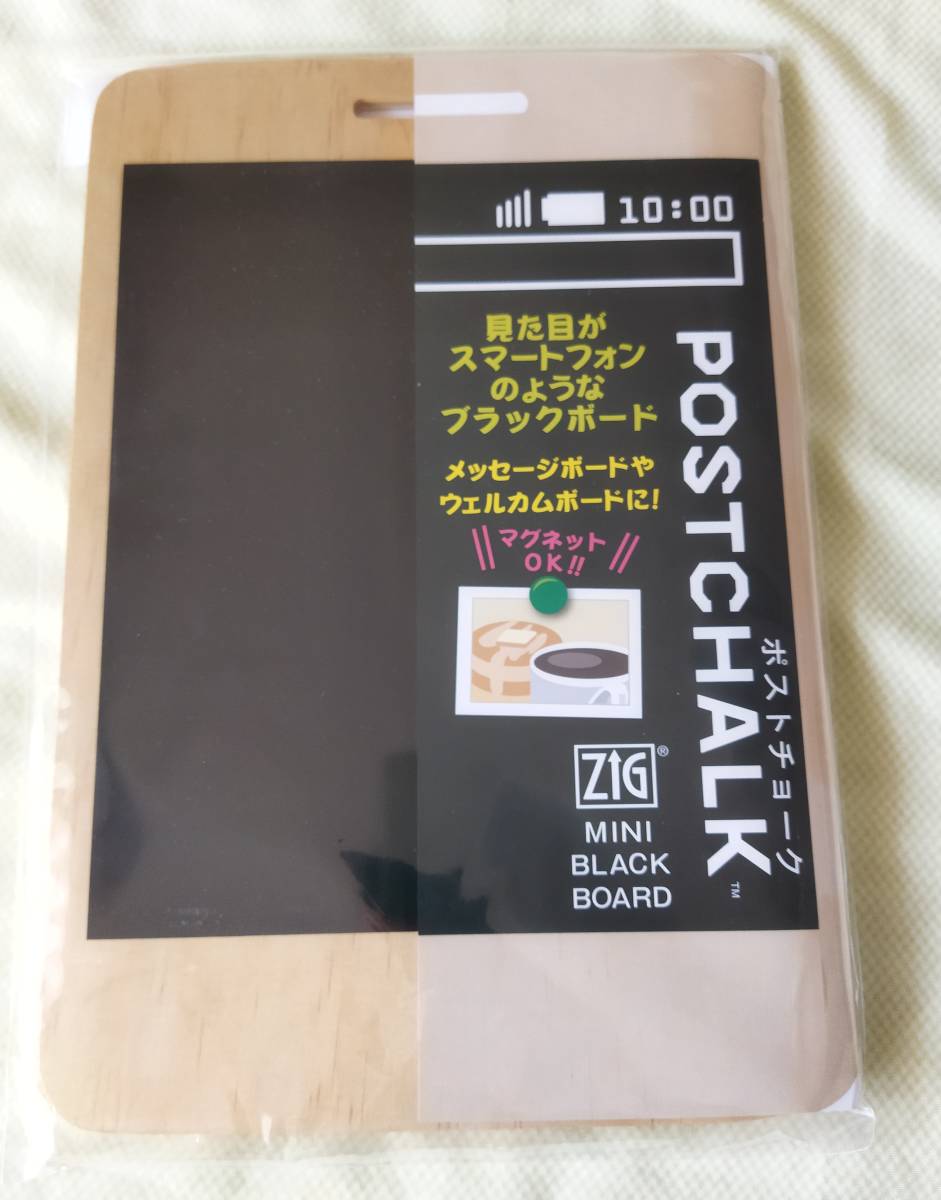 10:00
見た目が
スマートフォン
のような
ブラックボード
メッセージボードや
ウェルカムボードに!
マグネット
OK!!
POSTCHALK™
ポストチョーク
ZIG®
MINI
BLACK
BOARD